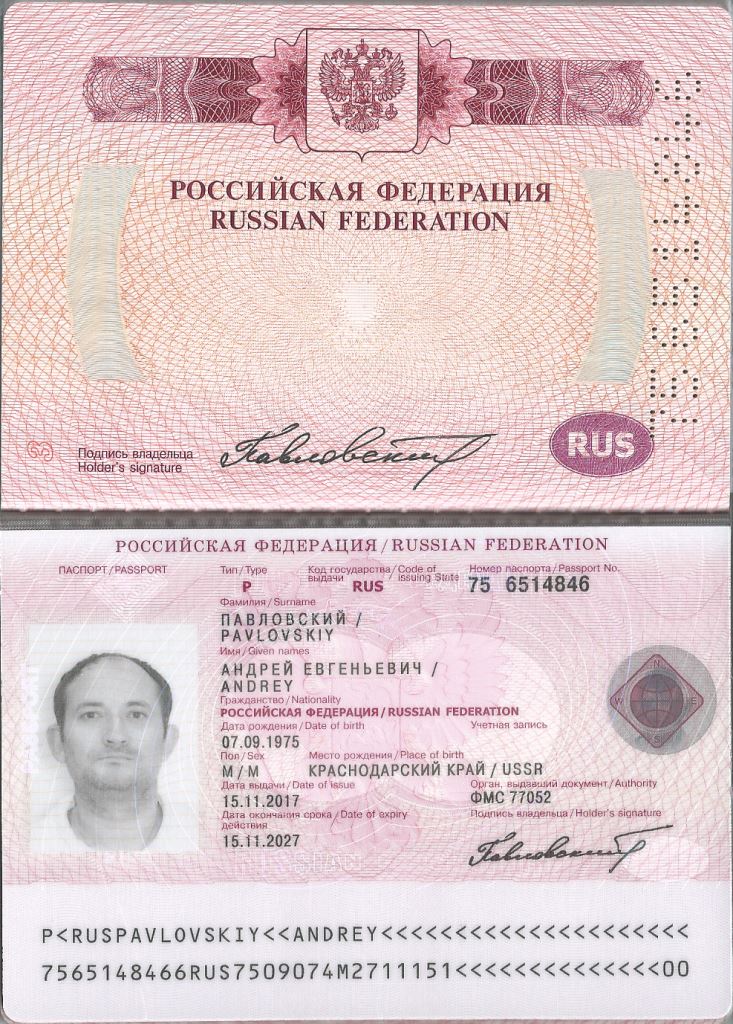 РОССИЙСКАЯ ФЕДЕРАЦИЯ
RUSSIAN FEDERATION
Подпись владельца
Holder's signature
Павловский
RUS
РОССИЙСКАЯ ФЕДЕРАЦИЯ / RUSSIAN FEDERATION
ПАСПОРТ / PASSPORT
Тип / Type
Код государства / Code of
выдачи issuing State
Номер паспорта / Passport No.
P
RUS
75 6514846
Фамилия / Surname
ПАВЛОВСКИЙ /
PAVLOVSKIY
Имя / Given names
АНДРЕЙ ЕВГЕНЬЕВИЧ /
ANDREY
Гражданство / Nationality
РОССИЙСКАЯ ФЕДЕРАЦИЯ / RUSSIAN FEDERATION
Дата рождения / Date of birth
Учетная запись
07.09.1975
Пол / Sex
Место рождения / Place of birth
М / M
КРАСНОДАРСКИЙ КРАЙ / USSR
Дата выдачи / Date of issue
Орган, выдавший документ / Authority
15.11.2017
ФМС 77052
Дата окончания срока / Date of expiry
действия
Подпись владельца / Holder's signature
15.11.2027
Павловский
N
W
E
S
P<RUSPAVLOVSKIY<<ANDREY<<<<<<<<<<<<<<<<<<<<<
7565148466RUS7509074M2711151<<<<<<<<<<<<<<00